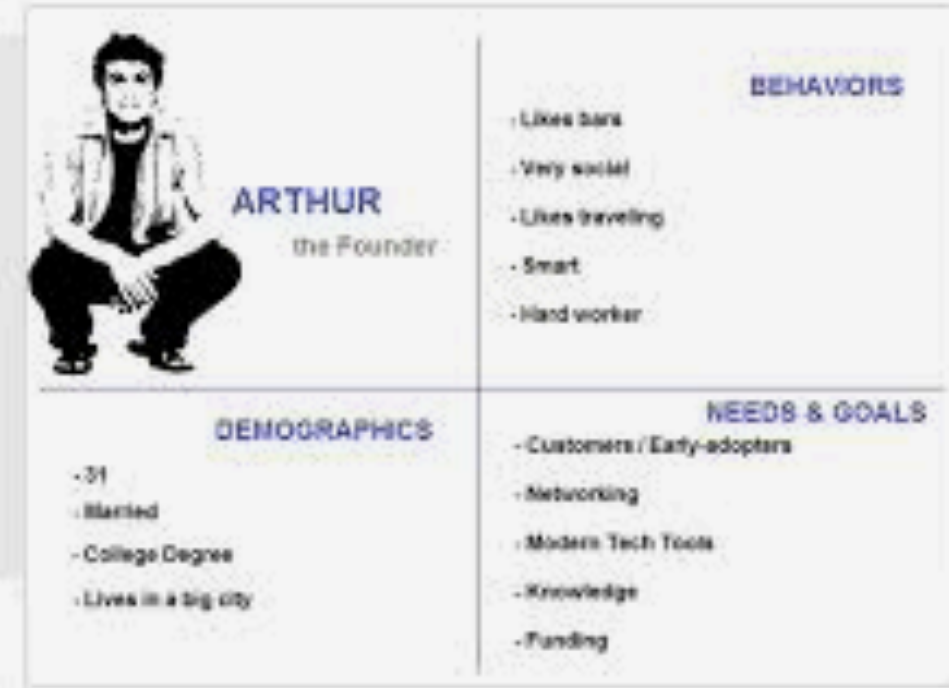 ARTHUR
the Founder
BEHAVIORS
- Likes bars
- Very social
- Likes traveling
- Smart
- Hard worker
DEMOGRAPHICS
- 31
- Married
- College Degree
- Lives in a big city
NEEDS & GOALS
- Customers / Early-adopters
- Networking
- Modern Tech Tools
- Knowledge
- Funding